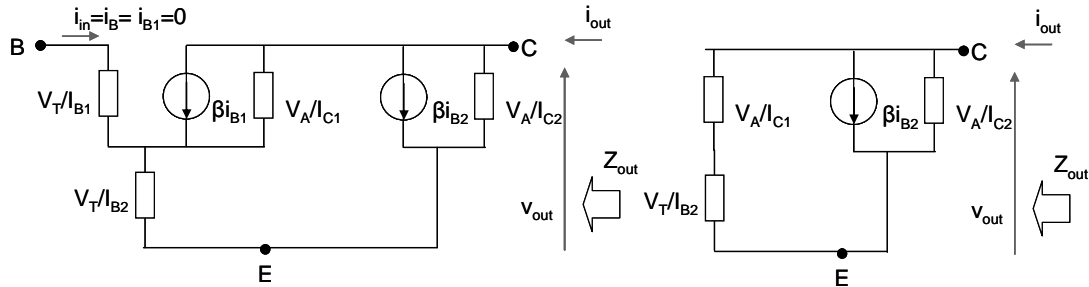 i_in=i_B= i_B1=0
B
C
i_out
V_T/I_B1
βi_B1
V_A/I_C1
βi_B2
V_A/I_C2
V_T/I_B2
Z_out
v_out
E
C
i_out
V_A/I_C1
βi_B2
V_A/I_C2
V_T/I_B2
Z_out
v_out
E